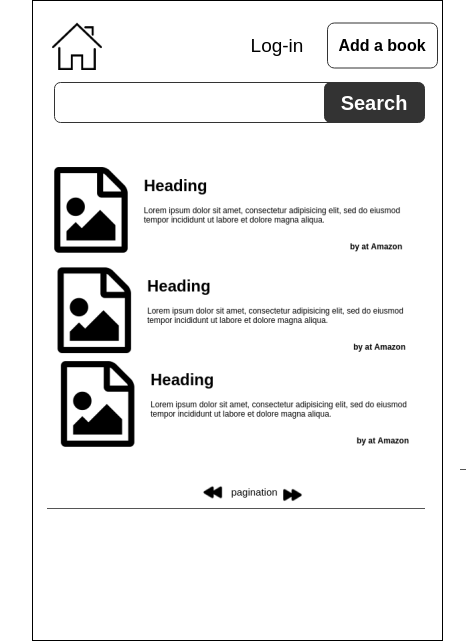 Log-in
Add a book
Search
Heading
Lorem ipsum dolor sit amet, consectetur adipisicing elit, sed do eiusmod
tempor incididunt ut labore et dolore magna aliqua.
by at Amazon
Heading
Lorem ipsum dolor sit amet, consectetur adipisicing elit, sed do eiusmod
tempor incididunt ut labore et dolore magna aliqua.
by at Amazon
Heading
Lorem ipsum dolor sit amet, consectetur adipisicing elit, sed do eiusmod
tempor incididunt ut labore et dolore magna aliqua.
by at Amazon
pagination